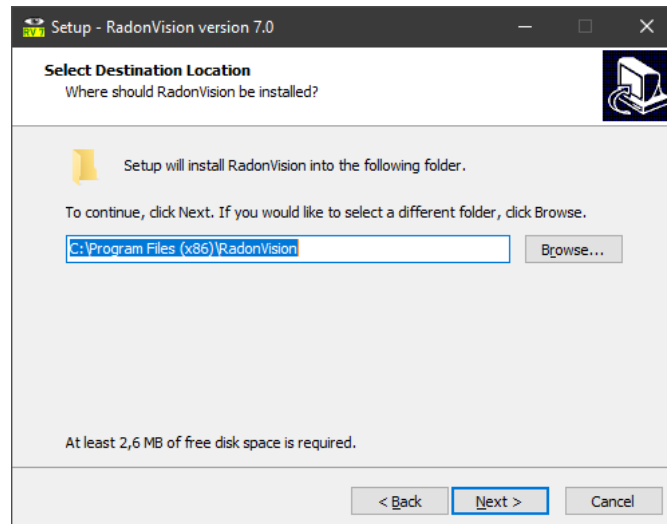 RV 7 Setup - RadonVision version 7.0
Select Destination Location
Where should RadonVision be installed?
Setup will install RadonVision into the following folder.
To continue, click Next. If you would like to select a different folder, click Browse.
C:\Program Files (x86)\RadonVision
Browse...
At least 2,6 MB of free disk space is required.
< Back Next > Cancel